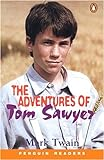 THE
ADVENTURES OF
Tom Sawyer
Mark Twain
PENGUIN READERS